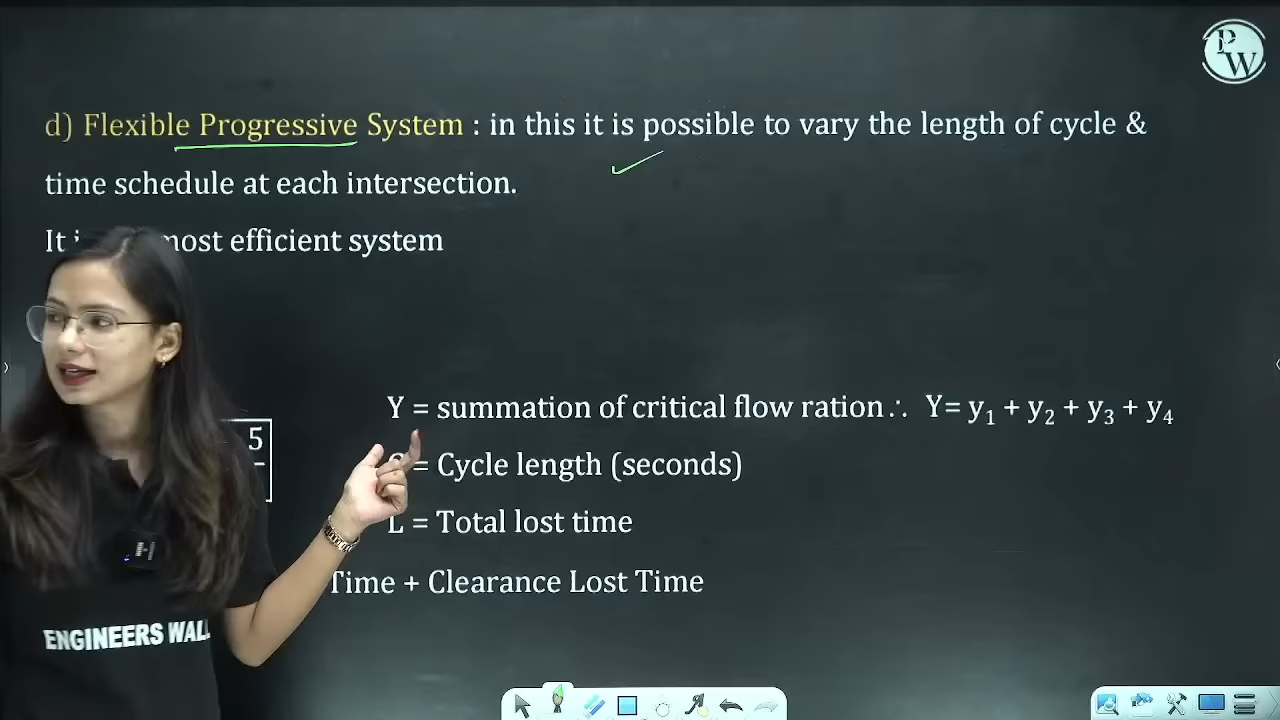 PW
d) Flexible Progressive System : in this it is possible to vary the length of cycle &
time schedule at each intersection.
It most efficient system
Y = summation of critical flow ration ∴ Y= y₁ + y₂ + y₃ + y₄
5
= Cycle length (seconds)
L = Total lost time
Time + Clearance Lost Time
ENGINEERS WALL